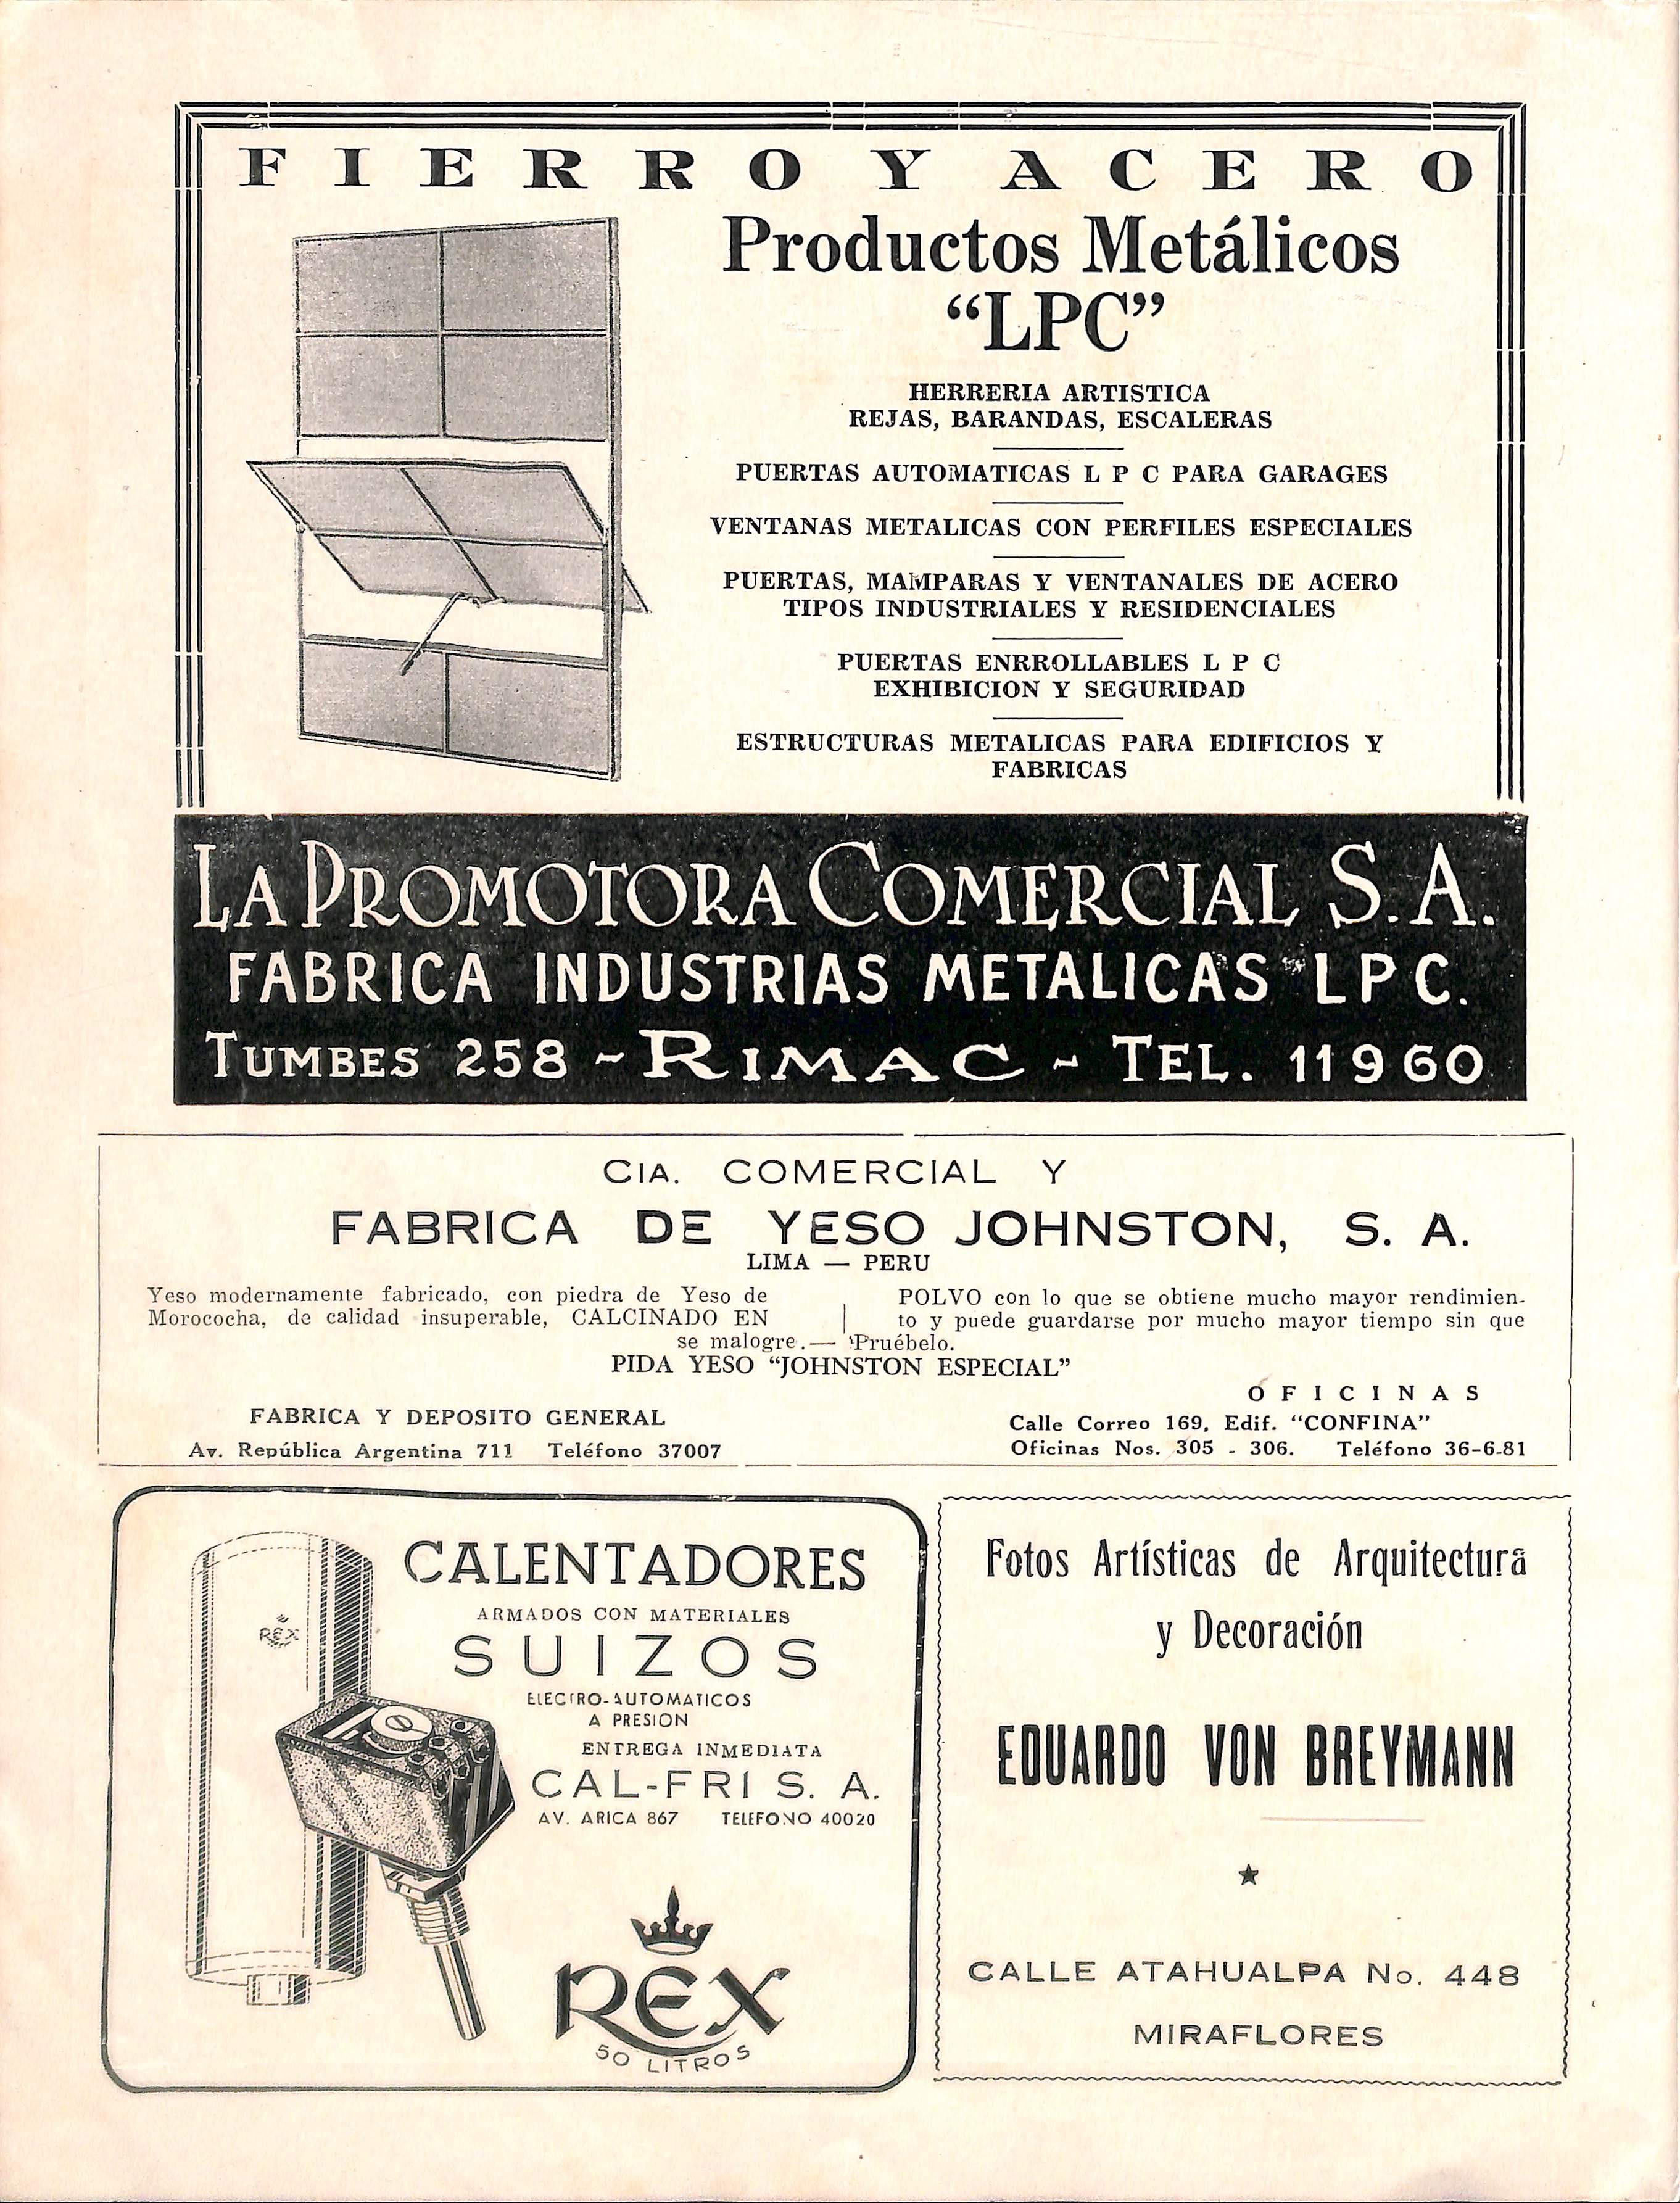 FIERRO Y ACERO
Productos Metálicos
“LPC”
HERRERIA ARTISTICA
REJAS, BARANDAS, ESCALERAS
PUERTAS AUTOMATICAS L P C PARA GARAGES
VENTANAS METALICAS CON PERFILES ESPECIALES
PUERTAS, MAMPARAS Y VENTANALES DE ACERO
TIPOS INDUSTRIALES Y RESIDENCIALES
PUERTAS ENRROLLABLES L P C
EXHIBICION Y SEGURIDAD
ESTRUCTURAS METALICAS PARA EDIFICIOS Y
FABRICAS
LA PROMOTORA COMERCIAL S.A.
FABRICA INDUSTRIAS METALICAS "LPC.
TUMBES 258 - RIMAC - TEL. 11960
CIA. COMERCIAL Y
FABRICA DE YESO JOHNSTON, S. A.
LIMA — PERU
Yeso modernamente fabricado, con piedra de Yeso de
Morococha, de calidad insuperable, CALCINADO EN
POLVO con lo que se obtiene mucho mayor rendimien-
to y puede guardarse por mucho mayor tiempo sin que
se malogre.— Pruébelo.
PIDA YESO “JOHNSTON ESPECIAL”
FABRICA Y DEPOSITO GENERAL
Av. República Argentina 711 Teléfono 37007
OFICINAS
Calle Correo 169, Edif. “CONFINA”
Oficinas Nos. 305 - 306. Teléfono 36-6-81
REX
CALENTADORES
ARMADOS CON MATERIALES
SUIZOS
ELECTRO-AUTOMATICOS
A PRESION
ENTREGA INMEDIATA
CAL-FRI S. A.
AV. ARICA 867 TELEFONO 40020
REX
50 LITROS
Fotos Artísticas de Arquitectura
y Decoración
EDUARDO VON BREYMANN
CALLE ATAHUALPA No. 448
MIRAFLORES